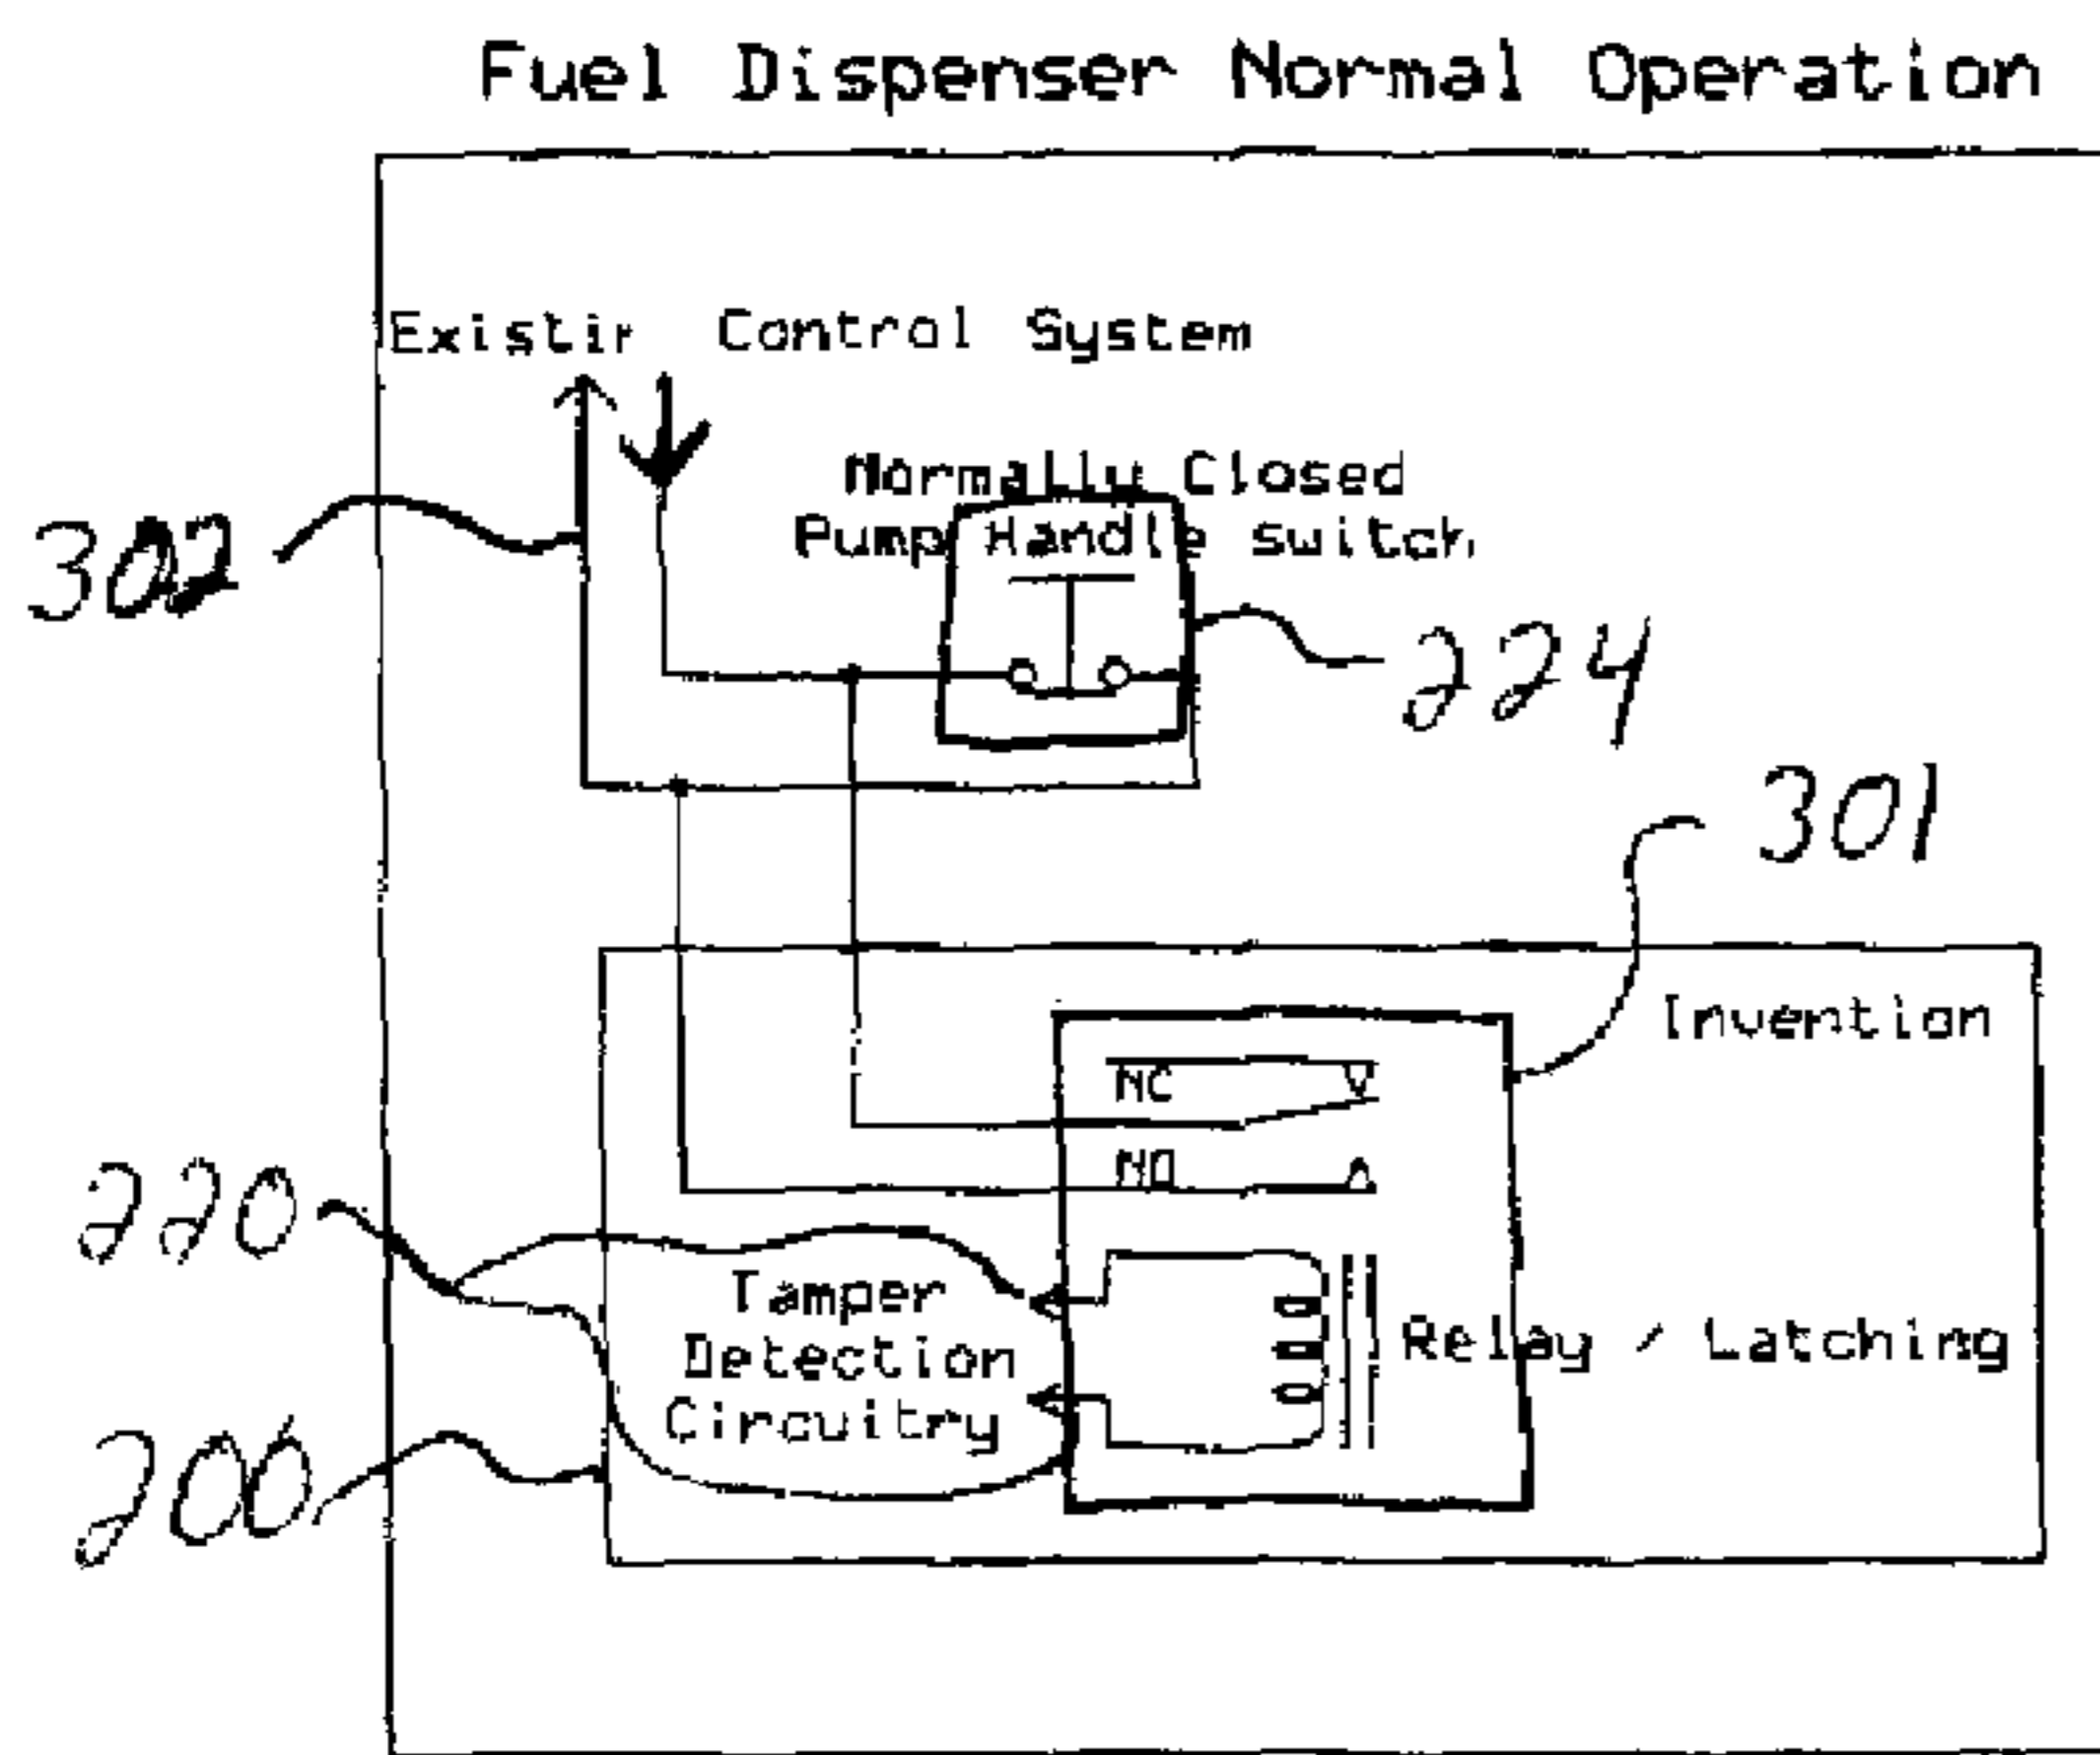 Fuel Dispenser Normal Operation
Existin Control System
Normally Closed
Pump Handle switch
302
224
301
Invention
NC
NO
220
Tamper
Detection
Circuitry
Relay / Latching
206